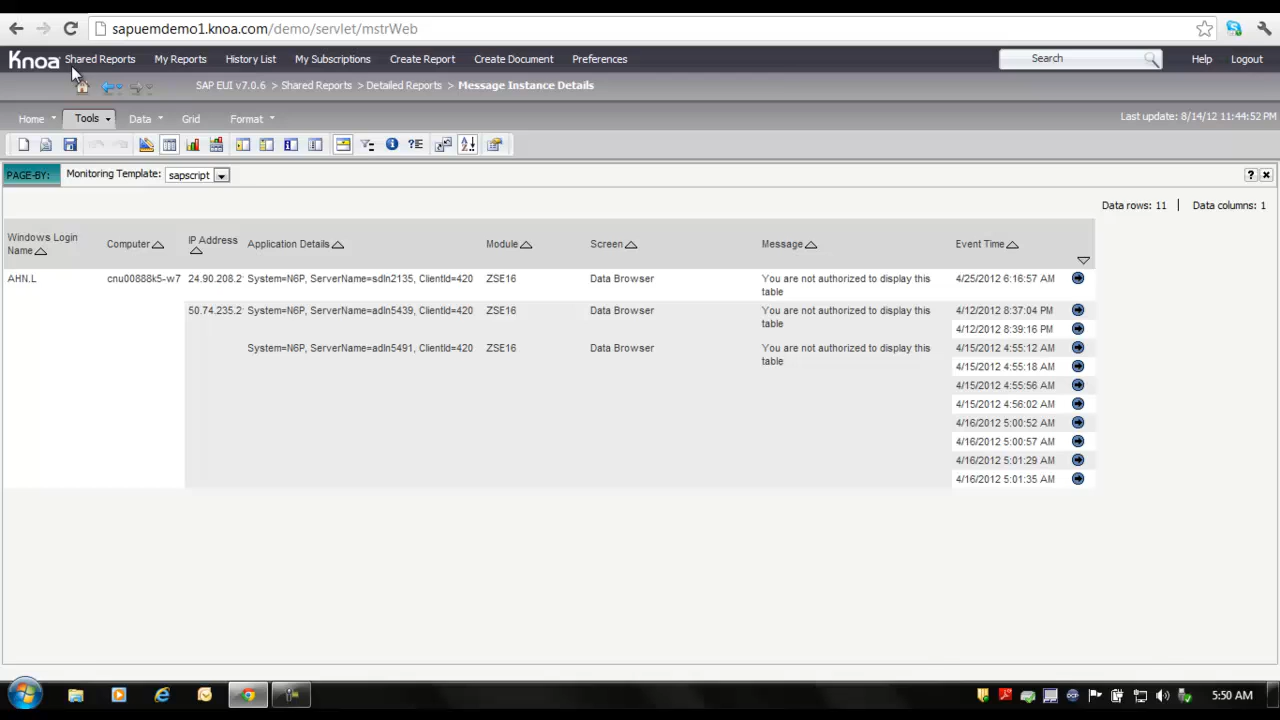 sapuemdemo1.knoa.com/demo/servlet/mstrWeb
Knoa Shared Reports My Reports History List My Subscriptions Create Report Create Document Preferences Search Help Logout
SAP EUI v7.0.6 > Shared Reports > Detailed Reports > Message Instance Details
Home Tools Data Grid Format Last update: 8/14/12 11:44:52 PM
PAGE-BY: Monitoring Template: sapscript
Data rows: 11 | Data columns: 1
Windows Login Name Computer IP Address Application Details Module Screen Message Event Time
AHN.L cnu00888k5-w7 24.90.208.2 System=N6P, ServerName=sdln2135, ClientId=420 ZSE16 Data Browser You are not authorized to display this 4/25/2012 6:16:57 AM
table
50.74.235.2 System=N6P, ServerName=adln5439, ClientId=420 ZSE16 Data Browser You are not authorized to display this 4/12/2012 8:37:04 PM
table
4/12/2012 8:39:16 PM
System=N6P, ServerName=adln5491, ClientId=420 ZSE16 Data Browser You are not authorized to display this 4/15/2012 4:55:12 AM
table
4/15/2012 4:55:18 AM
4/15/2012 4:55:56 AM
4/15/2012 4:56:02 AM
4/16/2012 5:00:52 AM
4/16/2012 5:00:57 AM
4/16/2012 5:01:29 AM
4/16/2012 5:01:35 AM
5:50 AM